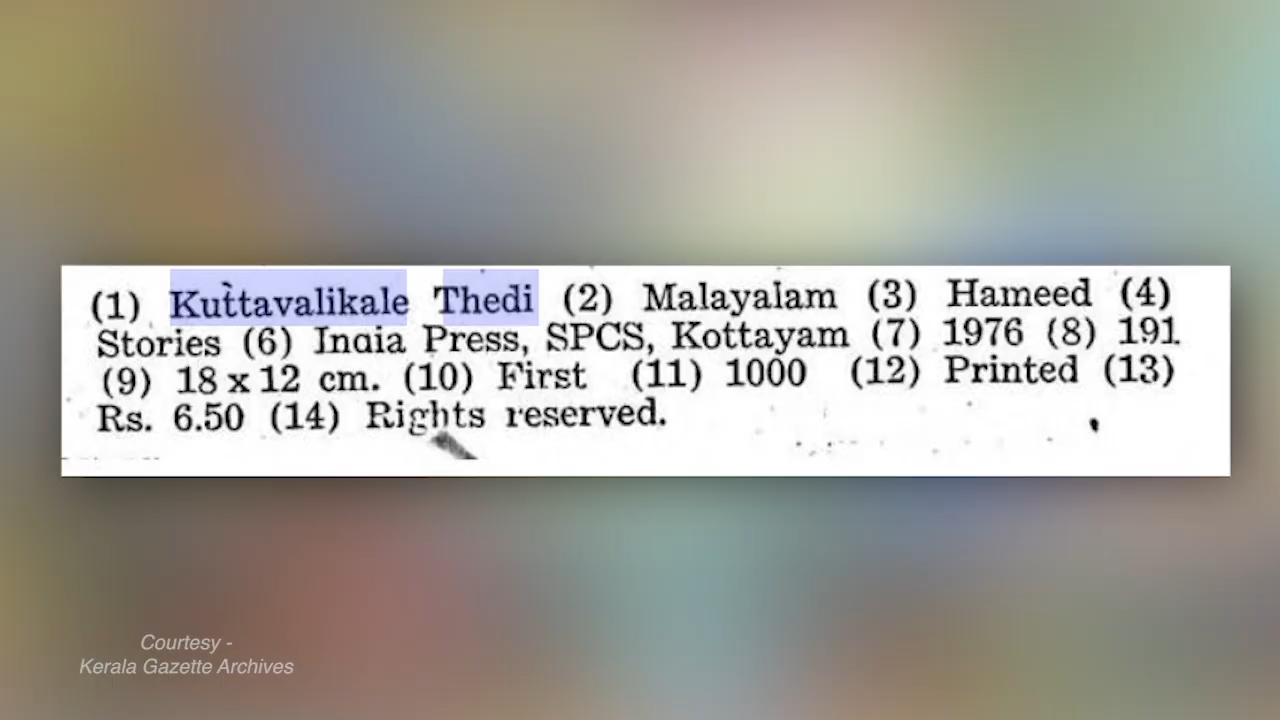 (1) Kuttavalikale Thedi (2) Malayalam (3) Hameed (4)
Stories (6) India Press, SPCS, Kottayam (7) 1976 (8) 191
(9) 18 x 12 cm. (10) First (11) 1000 (12) Printed (13)
Rs. 6.50 (14) Rights reserved.
Courtesy -
Kerala Gazette Archives